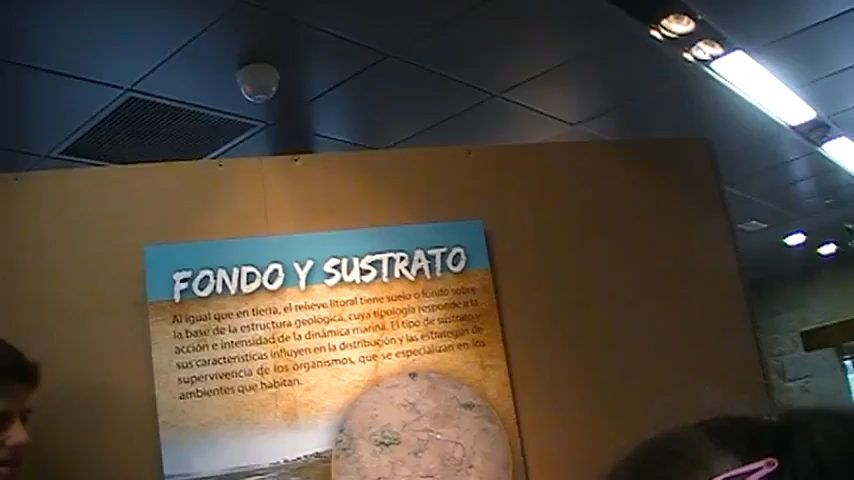 FONDO Y SUSTRATO
Al igual que en tierra, el relieve litoral tiene suelo o fondo sobre
la base de la estructura geológica, cuya tipología responde a la
acción e intensidad de la dinámica marina. El tipo de sustrato y
sus características influyen en la distribución y las estrategias de
supervivencia de los organismos, que se especializan en los
ambientes que habitan.